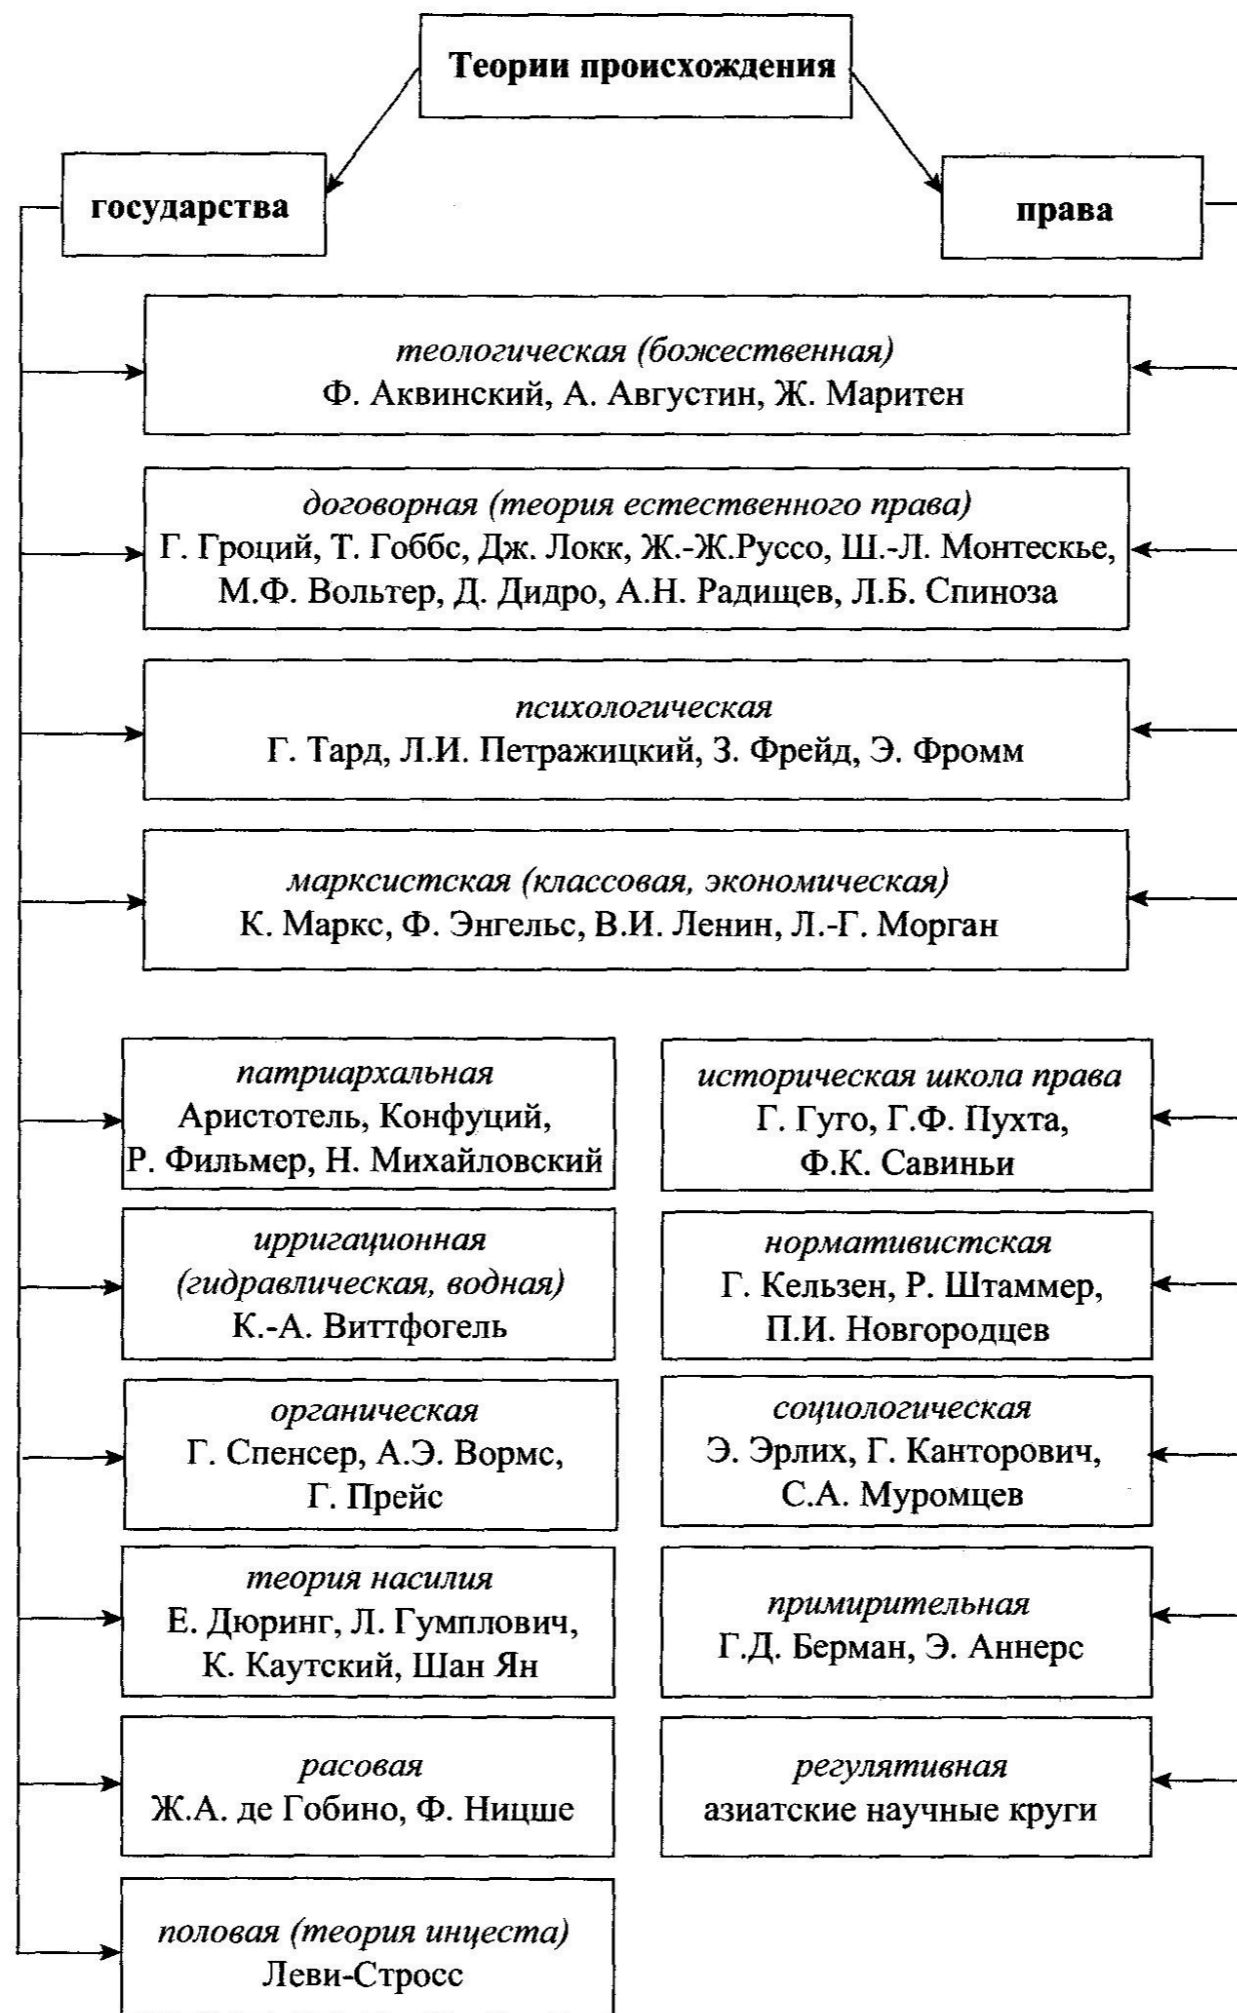 Теории происхождения
государства
права
теологическая (божественная)
Ф. Аквинский, А. Августин, Ж. Маритен
договорная (теория естественного права)
Г. Гроций, Т. Гоббс, Дж. Локк, Ж.-Ж.Руссо, Ш.-Л. Монтескье,
М.Ф. Вольтер, Д. Дидро, А.Н. Радищев, Л.Б. Спиноза
психологическая
Г. Тард, Л.И. Петражицкий, З. Фрейд, Э. Фромм
марксистская (классовая, экономическая)
К. Маркс, Ф. Энгельс, В.И. Ленин, Л.-Г. Морган
патриархальная
Аристотель, Конфуций,
Р. Фильмер, Н. Михайловский
историческая школа права
Г. Гуго, Г.Ф. Пухта,
Ф.К. Савиньи
ирригационная
(гидравлическая, водная)
К.-А. Виттфогель
нормативистская
Г. Кельзен, Р. Штаммер,
П.И. Новгородцев
органическая
Г. Спенсер, А.Э. Вормс,
Г. Прейс
социологическая
Э. Эрлих, Г. Канторович,
С.А. Муромцев
теория насилия
Е. Дюринг, Л. Гумплович,
К. Каутский, Шан Ян
примирительная
Г.Д. Берман, Э. Аннерс
расовая
Ж.А. де Гобино, Ф. Ницше
регулятивная
азиатские научные круги
половая (теория инцеста)
Леви-Стросс